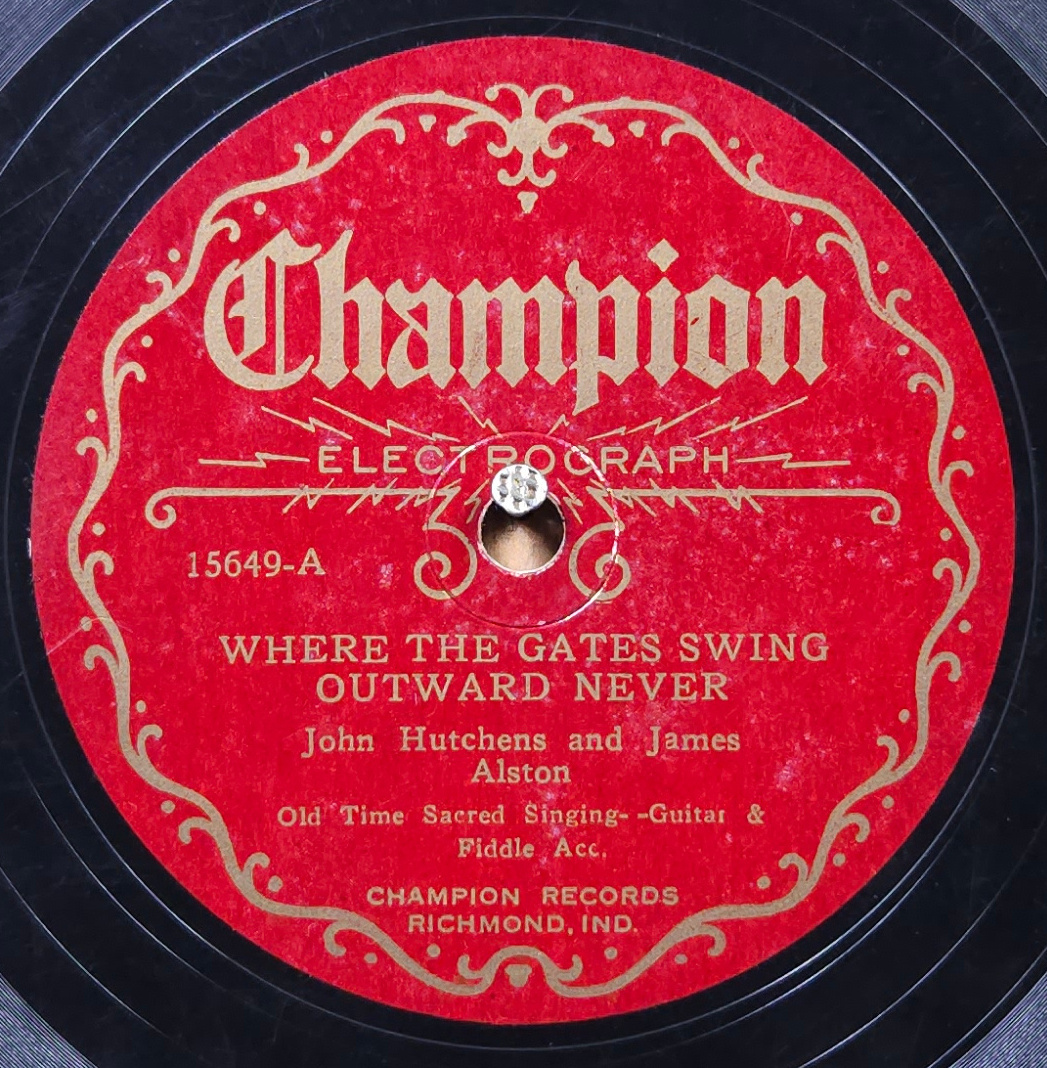 Champion
ELECTROGRAPH
15649-A
WHERE THE GATES SWING
OUTWARD NEVER
John Hutchens and James
Alston
Old Time Sacred Singing- -Guitar &
Fiddle Acc.
CHAMPION RECORDS
RICHMOND, IND.